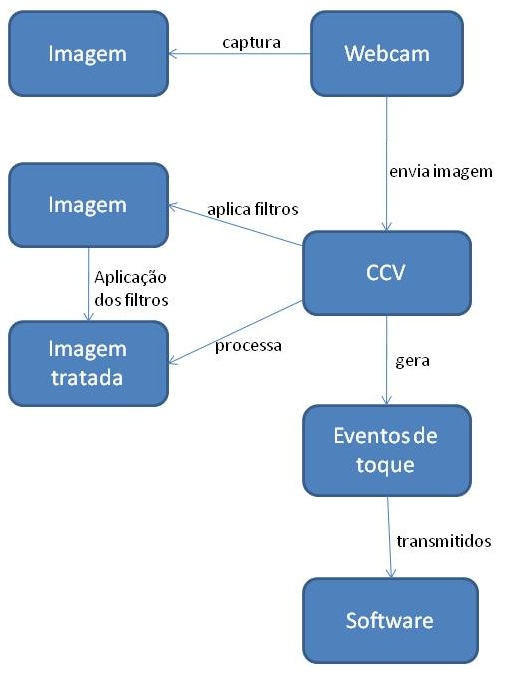 Imagem
captura
Webcam
envia imagem
Imagem
aplica filtros
CCV
Aplicação
dos filtros
Imagem
tratada
processa
gera
Eventos de
toque
transmitidos
Software